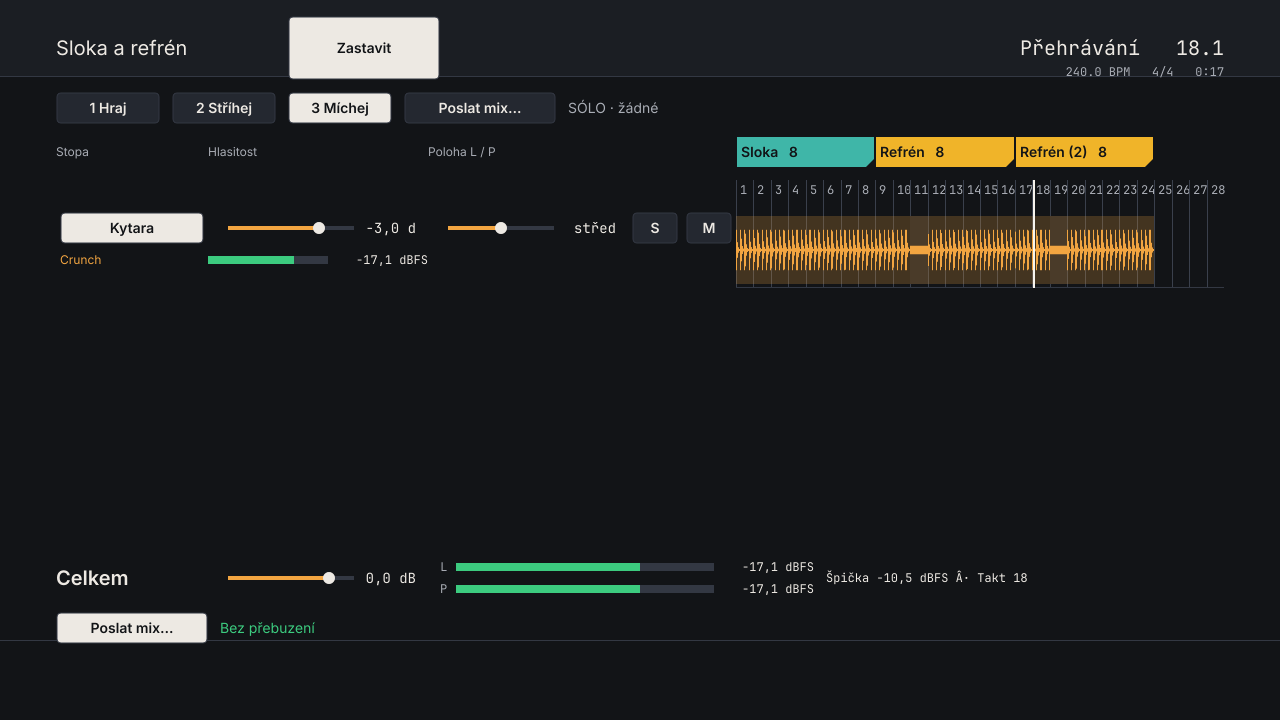 Sloka a refrén
Zastavit
Přehrávání 18.1
240.0 BPM 4/4 0:17
1 Hraj
2 Stříhej
3 Míchej
Poslat mix…
SÓLO · žádné
Stopa
Hlasitost
Poloha L / P
Sloka 8
Refrén 8
Refrén (2) 8
1 2 3 4 5 6 7 8 9 10 11 12 13 14 15 16 17 18 19 20 21 22 23 24 25 26 27 28
Kytara
-3,0 d
střed
S
M
Crunch
-17,1 dBFS
Celkem
0,0 dB
L
-17,1 dBFS
P
-17,1 dBFS
Špička -10,5 dBFS Â· Takt 18
Poslat mix…
Bez přebuzení